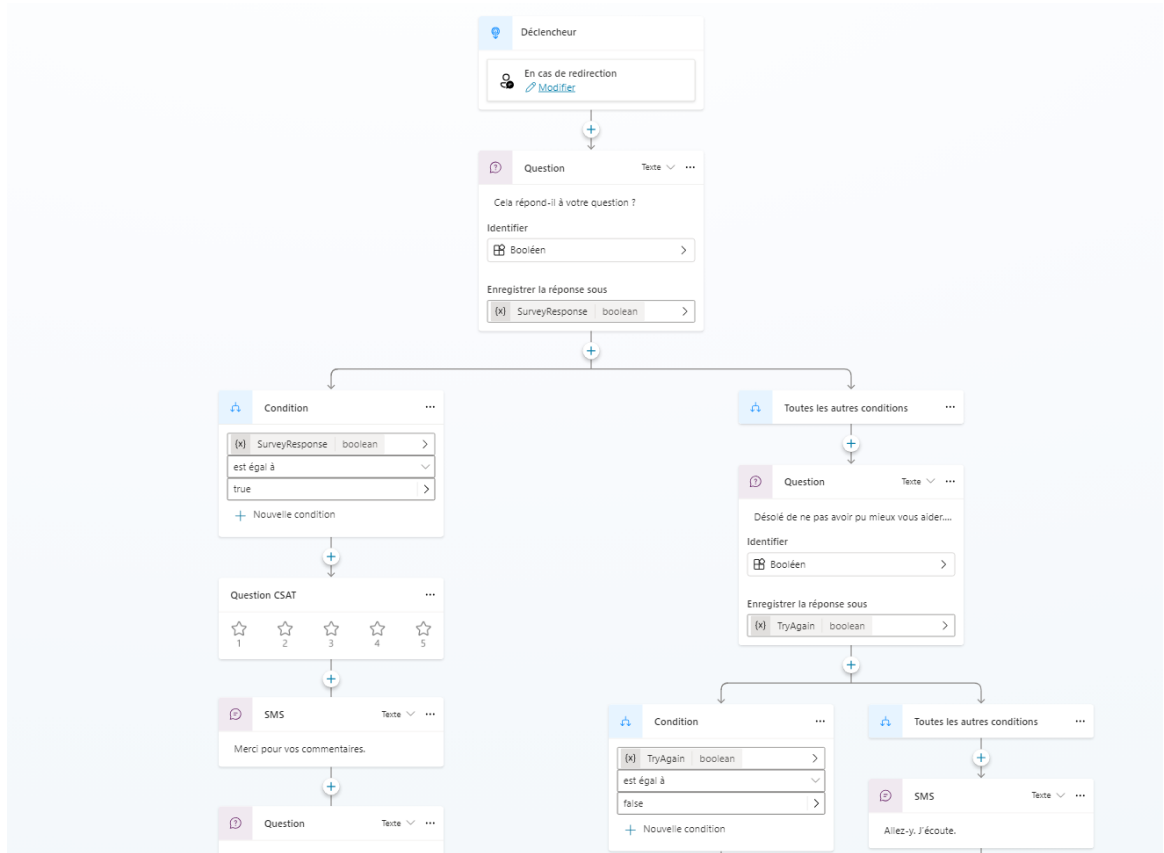 Déclencheur
En cas de redirection
Modifier
Question
Texte
Cela répond-il à votre question ?
Identifier
Booléen
Enregistrer la réponse sous
{x} SurveyResponse boolean
Condition
{x} SurveyResponse boolean
est égal à
true
Nouvelle condition
Question CSAT
1 2 3 4 5
SMS Texte
Merci pour vos commentaires.
Question Texte
Toutes les autres conditions
Question Texte
Désolé de ne pas avoir pu mieux vous aider....
Identifier
Booléen
Enregistrer la réponse sous
{x} TryAgain boolean
Condition
{x} TryAgain boolean
est égal à
false
Nouvelle condition
Toutes les autres conditions
SMS Texte
Allez-y. J'écoute.